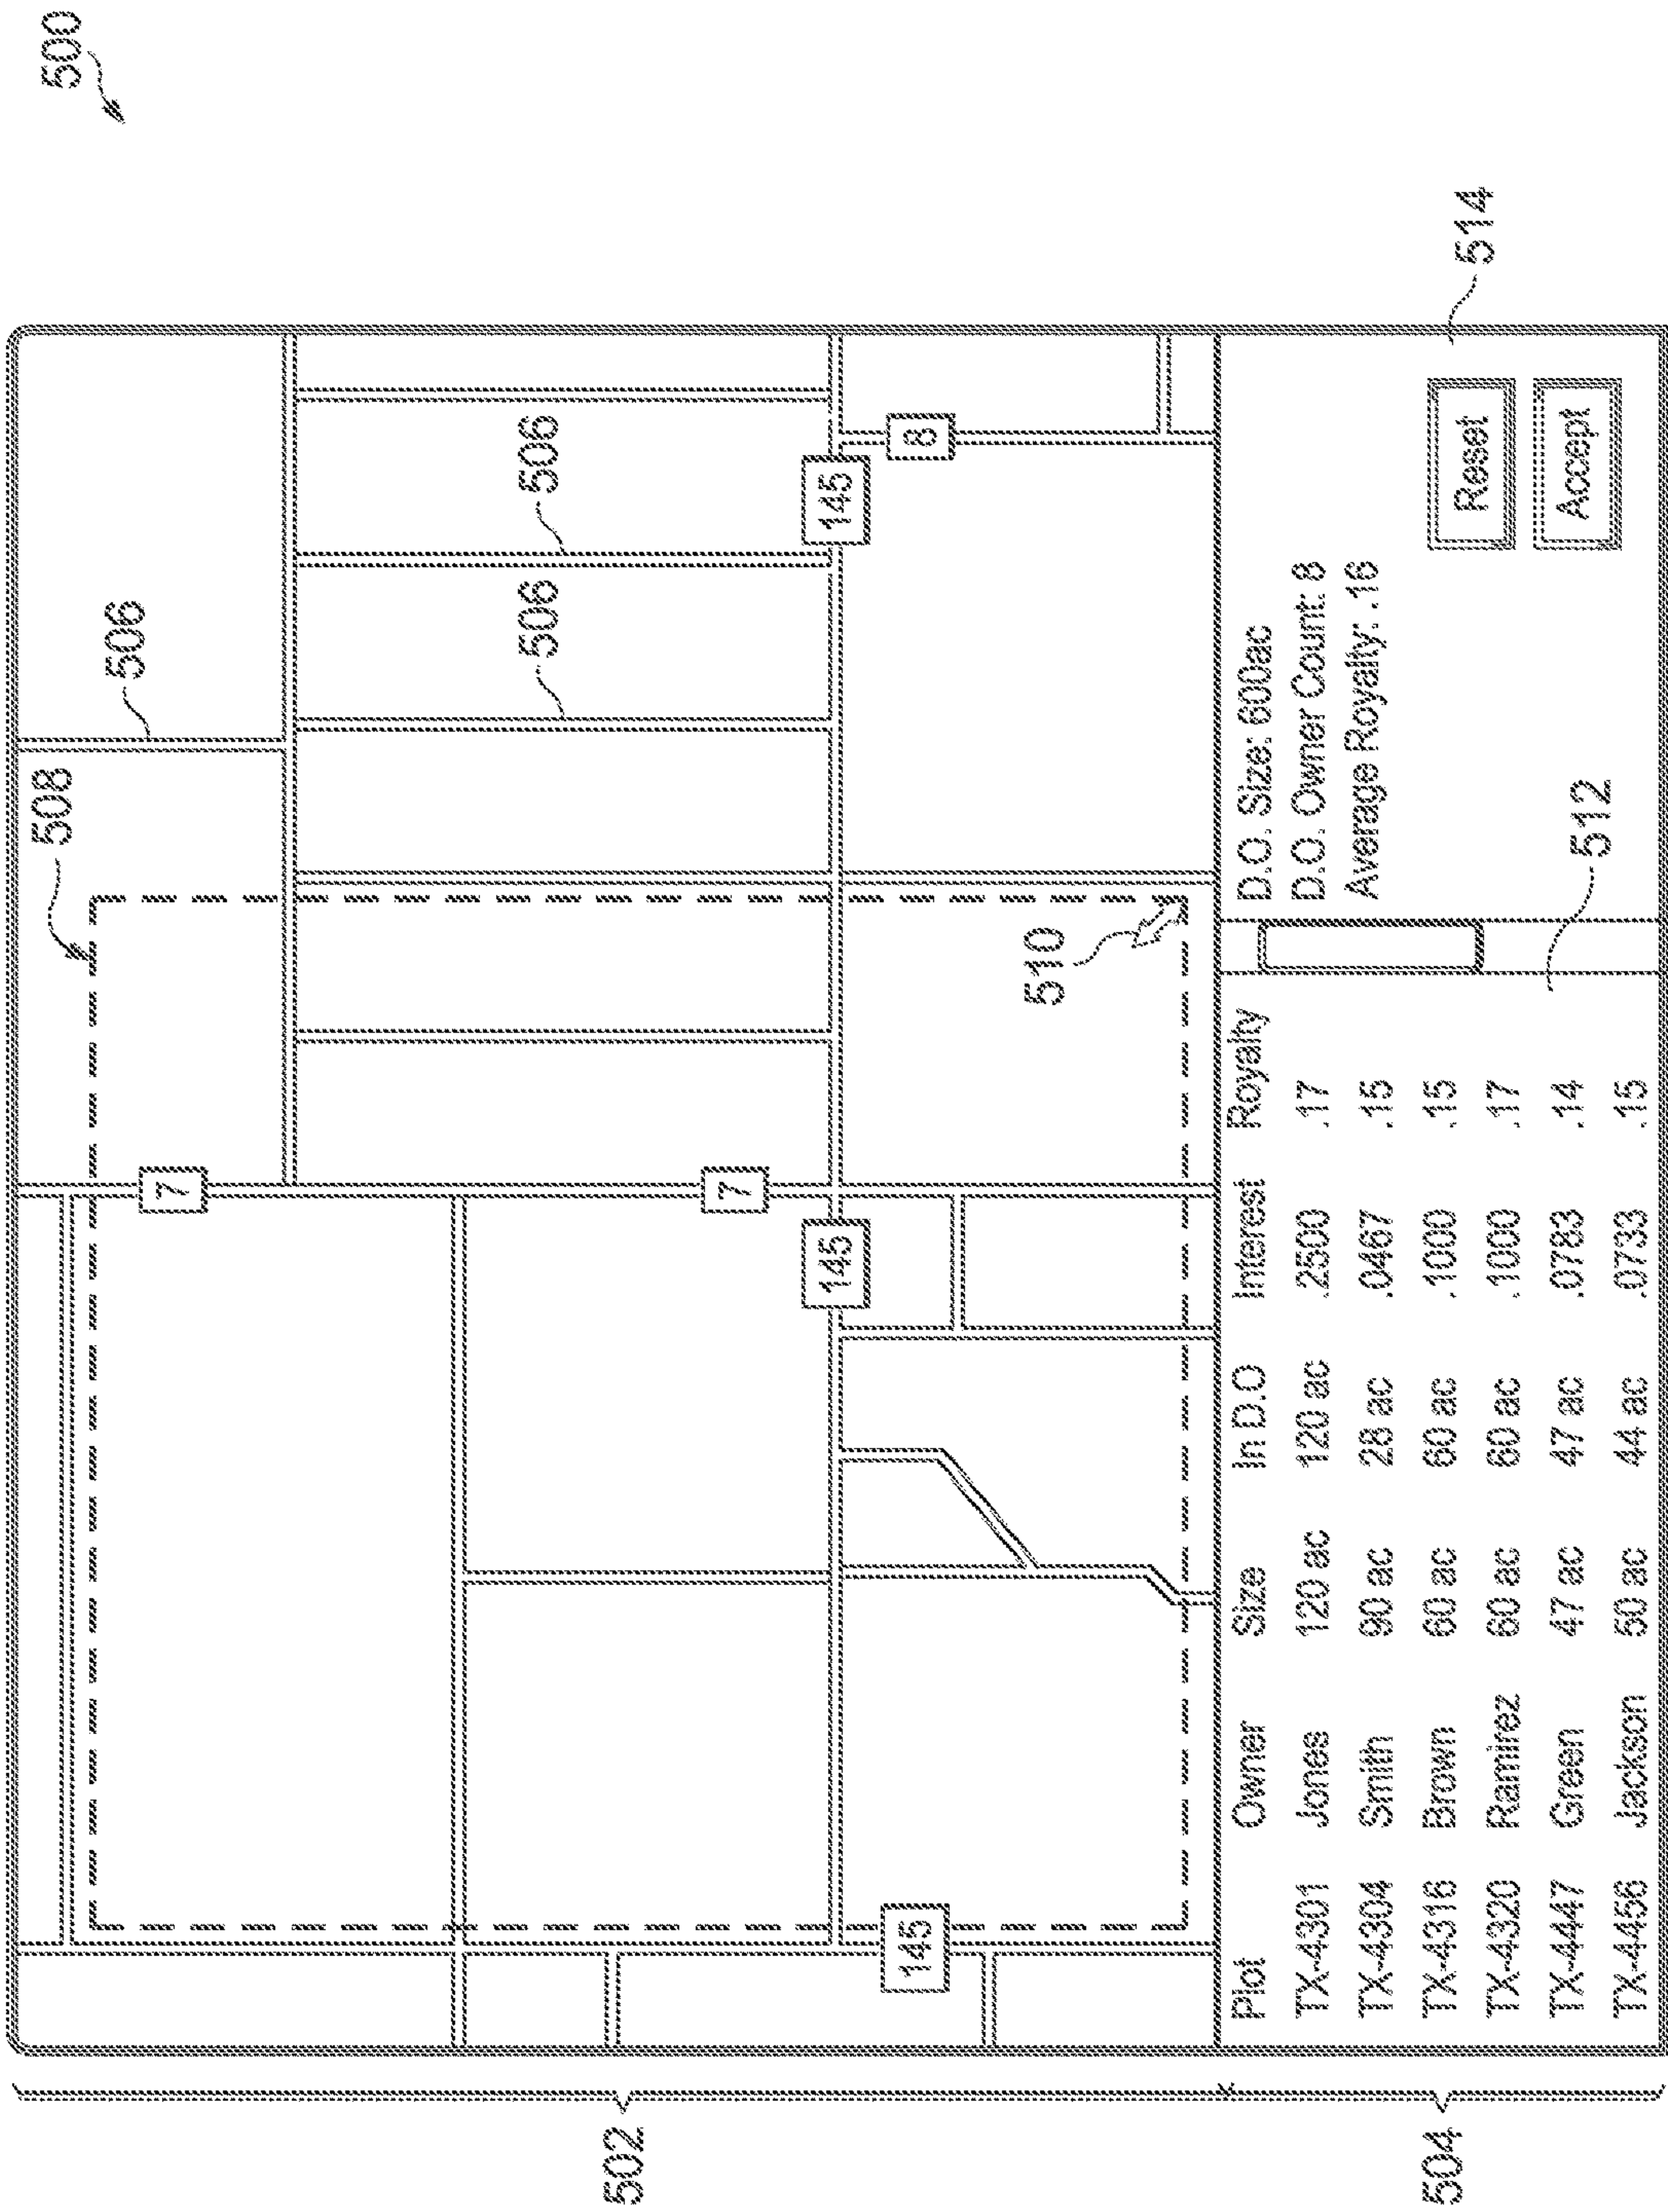 500
508
506
7
506 506
502
7
145 145
145 8
510
Plot Owner Size In D.O Interest Royalty
TX-4301 Jones 120 ac 120 ac .2500 .17
TX-4304 Smith 90 ac 28 ac .0467 .15
TX-4316 Brown 60 ac 60 ac .1000 .15
TX-4320 Ramirez 60 ac 60 ac .1000 .17
TX-4447 Green 47 ac 47 ac .0783 .14
TX-4456 Jackson 50 ac 44 ac .0733 .15
D.O. Size: 600ac
D.O. Owner Count: 8
Average Royalty: .16
Reset
Accept
504
514
512